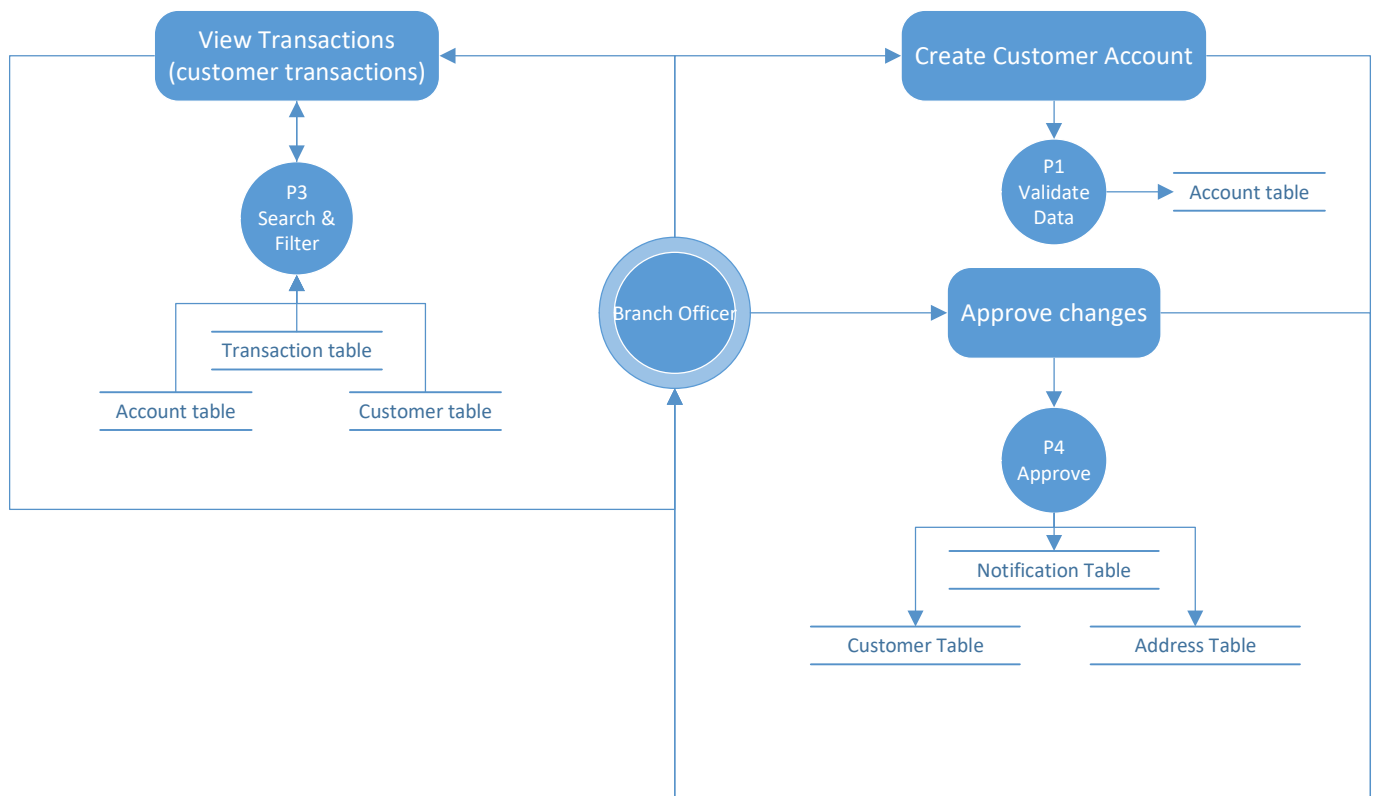 View Transactions
(customer transactions)
Create Customer Account
P3
Search &
Filter
P1
Validate
Data
Account table
Branch Officer
Approve changes
Transaction table
Account table
Customer table
P4
Approve
Notification Table
Customer Table
Address Table